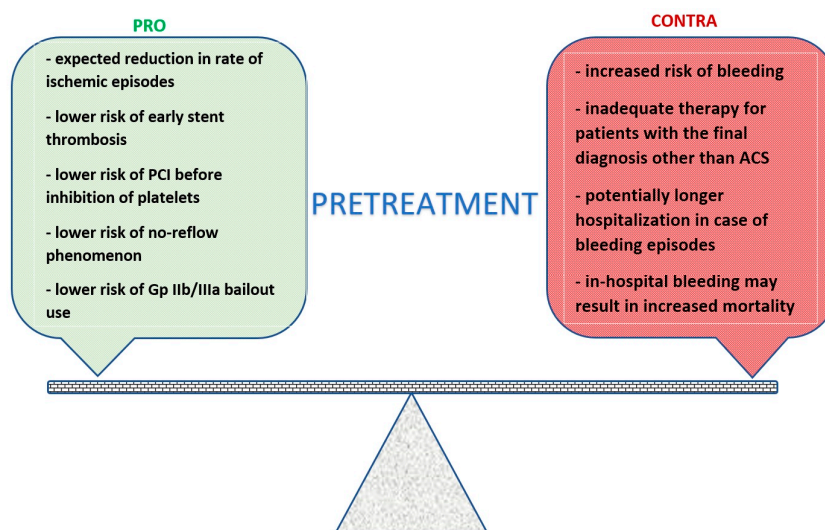 PRO
- expected reduction in rate of
ischemic episodes
- lower risk of early stent
thrombosis
- lower risk of PCI before
inhibition of platelets
- lower risk of no-reflow
phenomenon
- lower risk of Gp IIb/IIIa bailout
use
PRETREATMENT
CONTRA
- increased risk of bleeding
- inadequate therapy for
patients with the final
diagnosis other than ACS
- potentially longer
hospitalization in case of
bleeding episodes
- in-hospital bleeding may
result in increased mortality